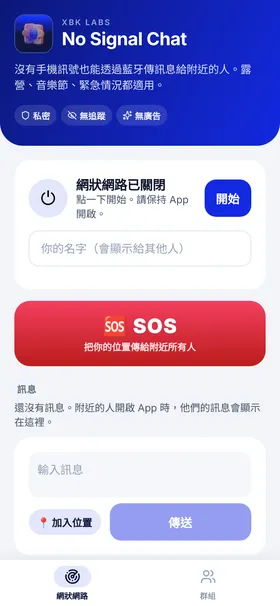 XBK LABS
No Signal Chat
沒有手機訊號也能透過藍牙傳訊息給附近的人。露
營、音樂節、緊急情況都適用。
私密
無追蹤
無廣告
網狀網路已關閉
點一下開始。請保持 App
開啟。
開始
你的名字（會顯示給其他人）
🆘 SOS
把你的位置傳給附近所有人
訊息
還沒有訊息。附近的人開啟 App 時，他們的訊息會顯示
在這裡。
輸入訊息
📍 加入位置
傳送
網狀網路
群組